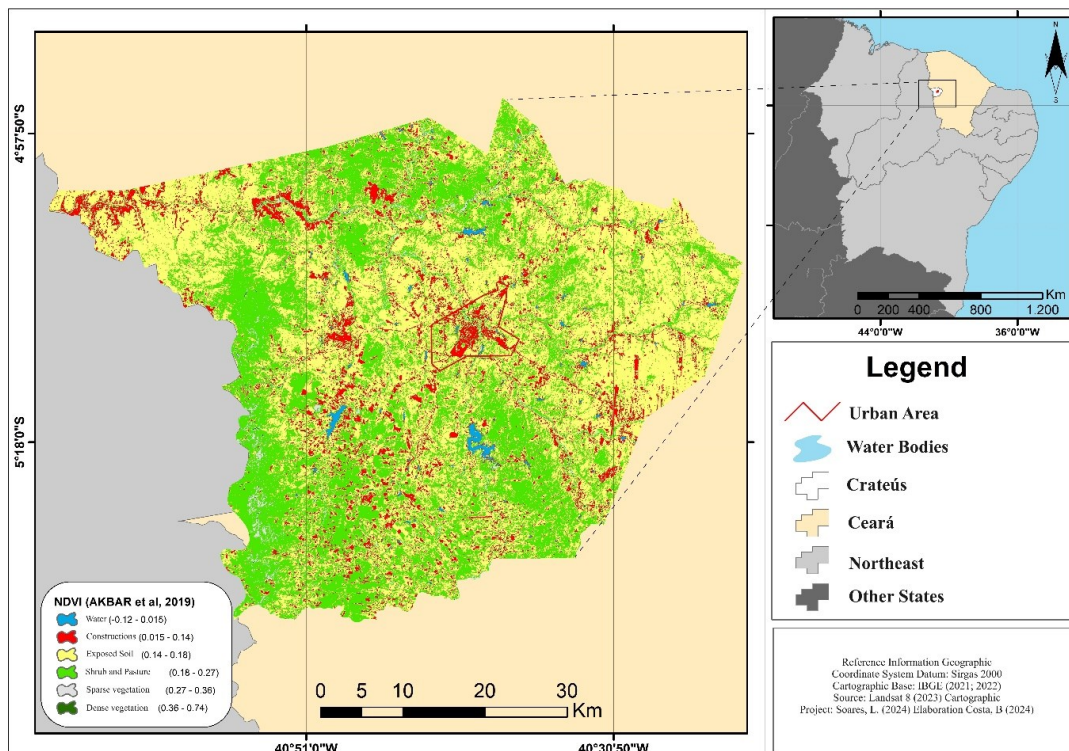 4°57'50"S
5°18'0"S
40°51'0"W
40°30'50"W
NDVI (AKBAR et al, 2019)
Water (-0.12 - 0.015)
Constructions (0.015 - 0.14)
Exposed Soil (0.14 - 0.18)
Shrub and Pasture (0.18 - 0.27)
Sparse vegetation (0.27 - 0.36)
Dense vegetation (0.36 - 0.74)
0 5 10 20 30
Km
N
S
0 200 400 800 1.200 Km
44°0'0"W 36°0'0"W
Legend
Urban Area
Water Bodies
Crateús
Ceará
Northeast
Other States
Reference Information Geographic
Coordinate System Datum: Sirgas 2000
Cartographic Base: IBGE (2021; 2022)
Source: Landsat 8 (2023) Cartographic
Project: Soares, L. (2024) Elaboration Costa, B (2024)